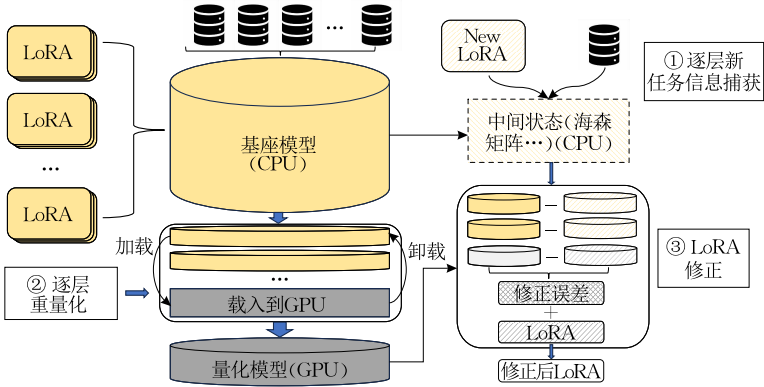 LoRA
LoRA
...
LoRA
...
基座模型
(CPU)
New
LoRA
① 逐层新
任务信息捕获
中间状态(海森
矩阵…)(CPU)
加载
卸载
...
载入到GPU
② 逐层
重量化
量化模型(GPU)
③ LoRA
修正
修正误差
+
LoRA
修正后LoRA